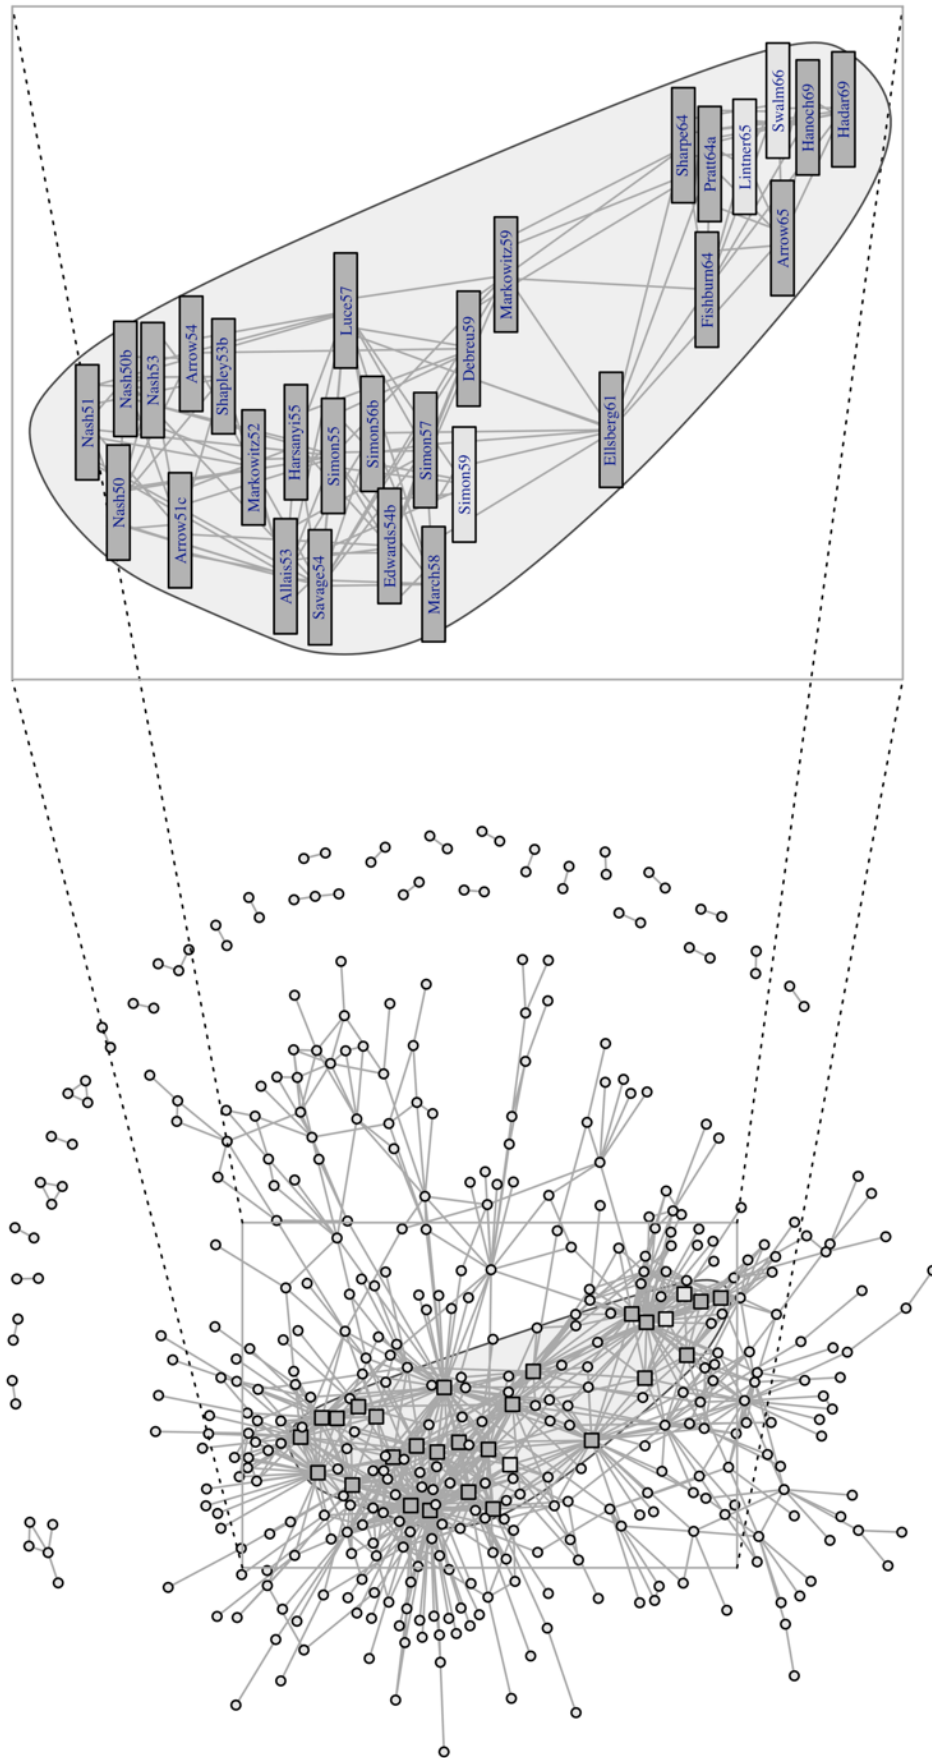 Nash51
Nash50
Nash50b
Nash53
Arrow51c
Arrow54
Shapley53b
Markowitz52
Allais53
Harsanyi55
Savage54
Simon55
Luce57
Simon56b
Edwards54b
Simon57
March58
Simon59
Debreu59
Markowitz59
Ellsberg61
Sharpe64
Pratt64a
Fishburn64
Lintner65
Swalm66
Arrow65
Hanoch69
Hadar69